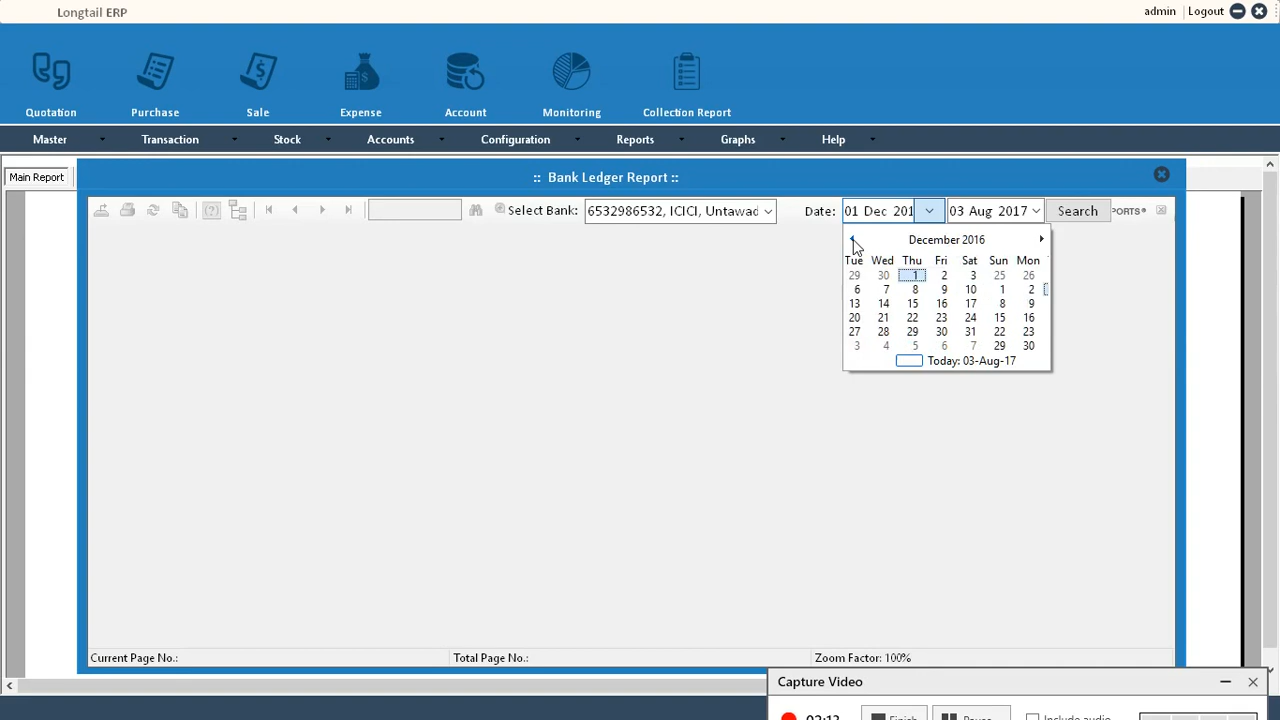 Longtail ERP
admin Logout
Quotation Purchase Sale Expense Account Monitoring Collection Report
Master Transaction Stock Accounts Configuration Reports Graphs Help
Main Report
:: Bank Ledger Report ::
Select Bank: 6532986532, ICICI, Untawad Date: 01 Dec 201 03 Aug 2017 Search PORTS®
December 2016
Tue Wed Thu Fri Sat Sun Mon
29 30 1 2 3 25 26
6 7 8 9 10 1 2
13 14 15 16 17 8 9
20 21 22 23 24 15 16
27 28 29 30 31 22 23
3 4 5 6 7 29 30
Today: 03-Aug-17
Current Page No.: Total Page No.: Zoom Factor: 100%
Capture Video
02:13 Finish Pause Include audio